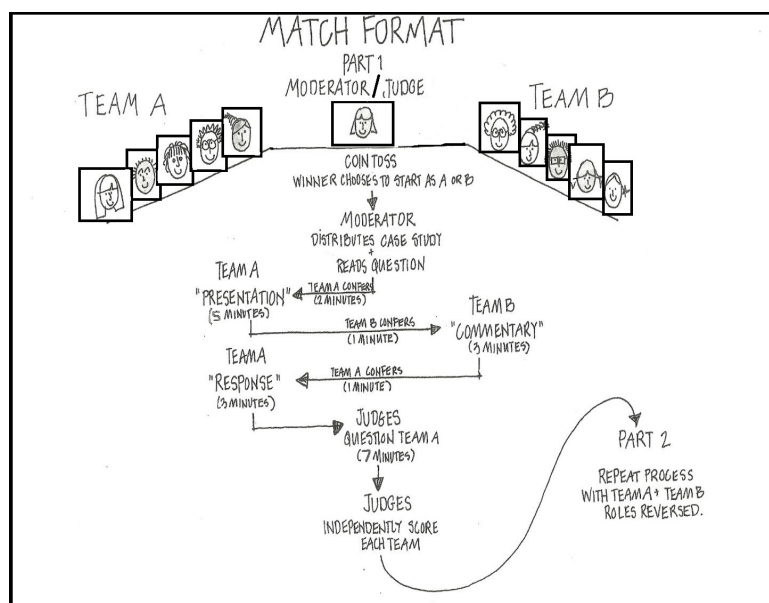 MATCH FORMAT
PART 1
MODERATOR / JUDGE
TEAM A
TEAM B
COIN TOSS
WINNER CHOOSES TO START AS A OR B
MODERATOR
DISTRIBUTES CASE STUDY
+
READS QUESTION
TEAM A CONFERS
(2 MINUTES)
TEAM A
"PRESENTATION"
(5 MINUTES)
TEAM B CONFERS
(1 MINUTE)
TEAM B
"COMMENTARY"
(3 MINUTES)
TEAM A CONFERS
(1 MINUTE)
TEAM A
"RESPONSE"
(3 MINUTES)
JUDGES
QUESTION TEAM A
(7 MINUTES)
JUDGES
INDEPENDENTLY SCORE
EACH TEAM
PART 2
REPEAT PROCESS
WITH TEAM A + TEAM B
ROLES REVERSED.